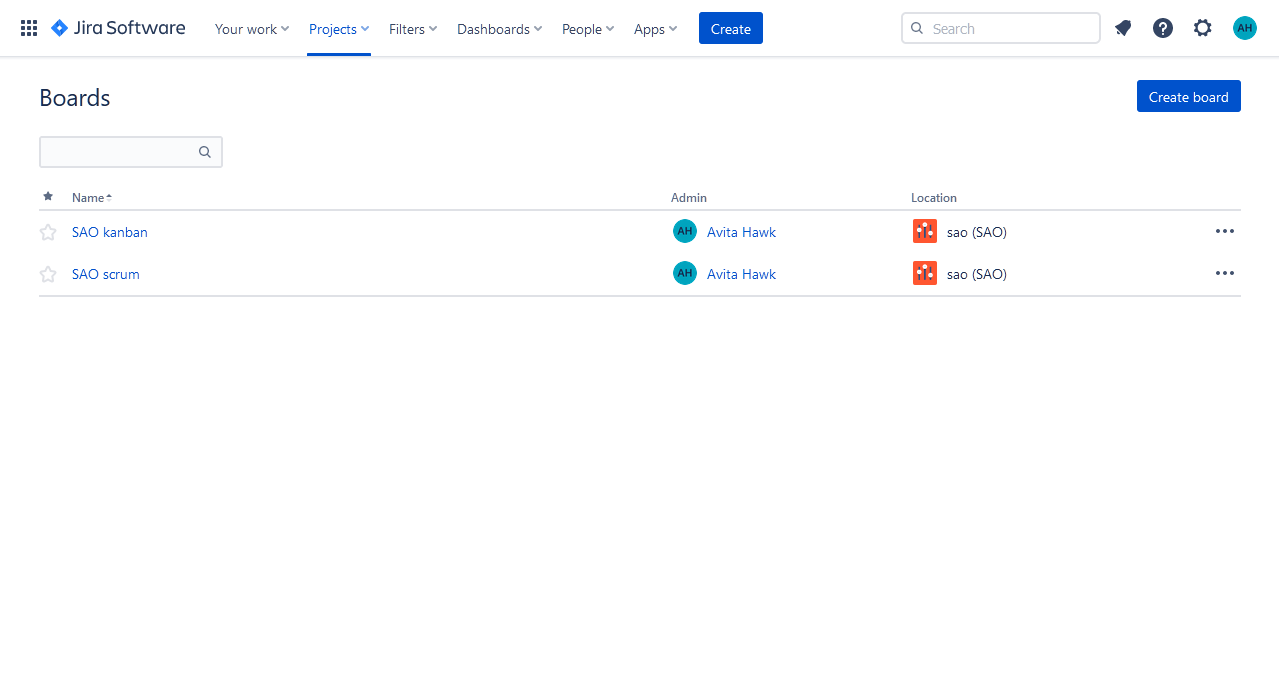 Jira Software Your work Projects Filters Dashboards People Apps Create Search AH
Boards Create board
Name Admin Location
SAO kanban AH Avita Hawk sao (SAO)
SAO scrum AH Avita Hawk sao (SAO)